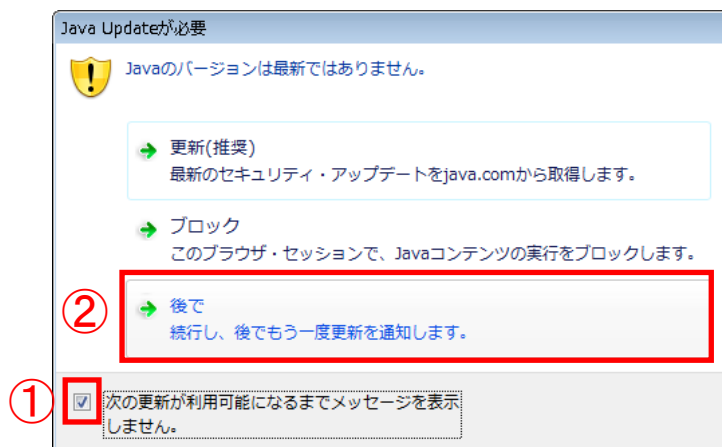 Java Updateが必要
Javaのバージョンは最新ではありません。
更新(推奨)
最新のセキュリティ・アップデートをjava.comから取得します。
ブロック
このブラウザ・セッションで、Javaコンテンツの実行をブロックします。
②
後で
続行し、後でもう一度更新を通知します。
①
次の更新が利用可能になるまでメッセージを表示
しません。